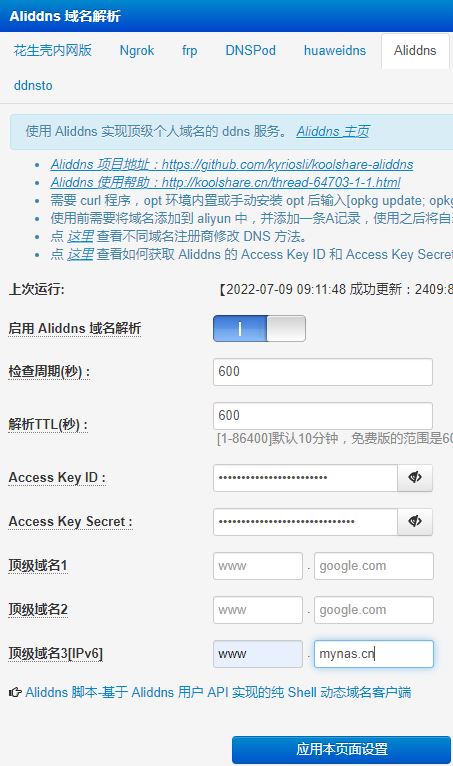 Aliddns 域名解析
花生壳内网版 Ngrok frp DNSPod huaweidns Aliddns
ddnsto
使用 Aliddns 实现顶级个人域名的 ddns 服务。 Aliddns 主页
Aliddns 项目地址：https://github.com/kyriosli/koolshare-aliddns
Aliddns 使用帮助：http://koolshare.cn/thread-64703-1-1.html
需要 curl 程序，opt 环境内置或手动安装 opt 后输入[opkg update; opkg
使用前需要将域名添加到 aliyun 中，并添加一条A记录，使用之后将自
点 这里 查看不同域名注册商修改 DNS 方法。
点 这里 查看如何获取 Aliddns 的 Access Key ID 和 Access Key Secret
上次运行: 【2022-07-09 09:11:48 成功更新：2409:8
启用 Aliddns 域名解析
检查周期(秒) : 600
解析TTL(秒) : 600
[1-86400]默认10分钟，免费版的范围是60
Access Key ID :
Access Key Secret :
顶级域名1 www . google.com
顶级域名2 www . google.com
顶级域名3[IPv6] www . mynas.cn
Aliddns 脚本-基于 Aliddns 用户 API 实现的纯 Shell 动态域名客户端
应用本页面设置